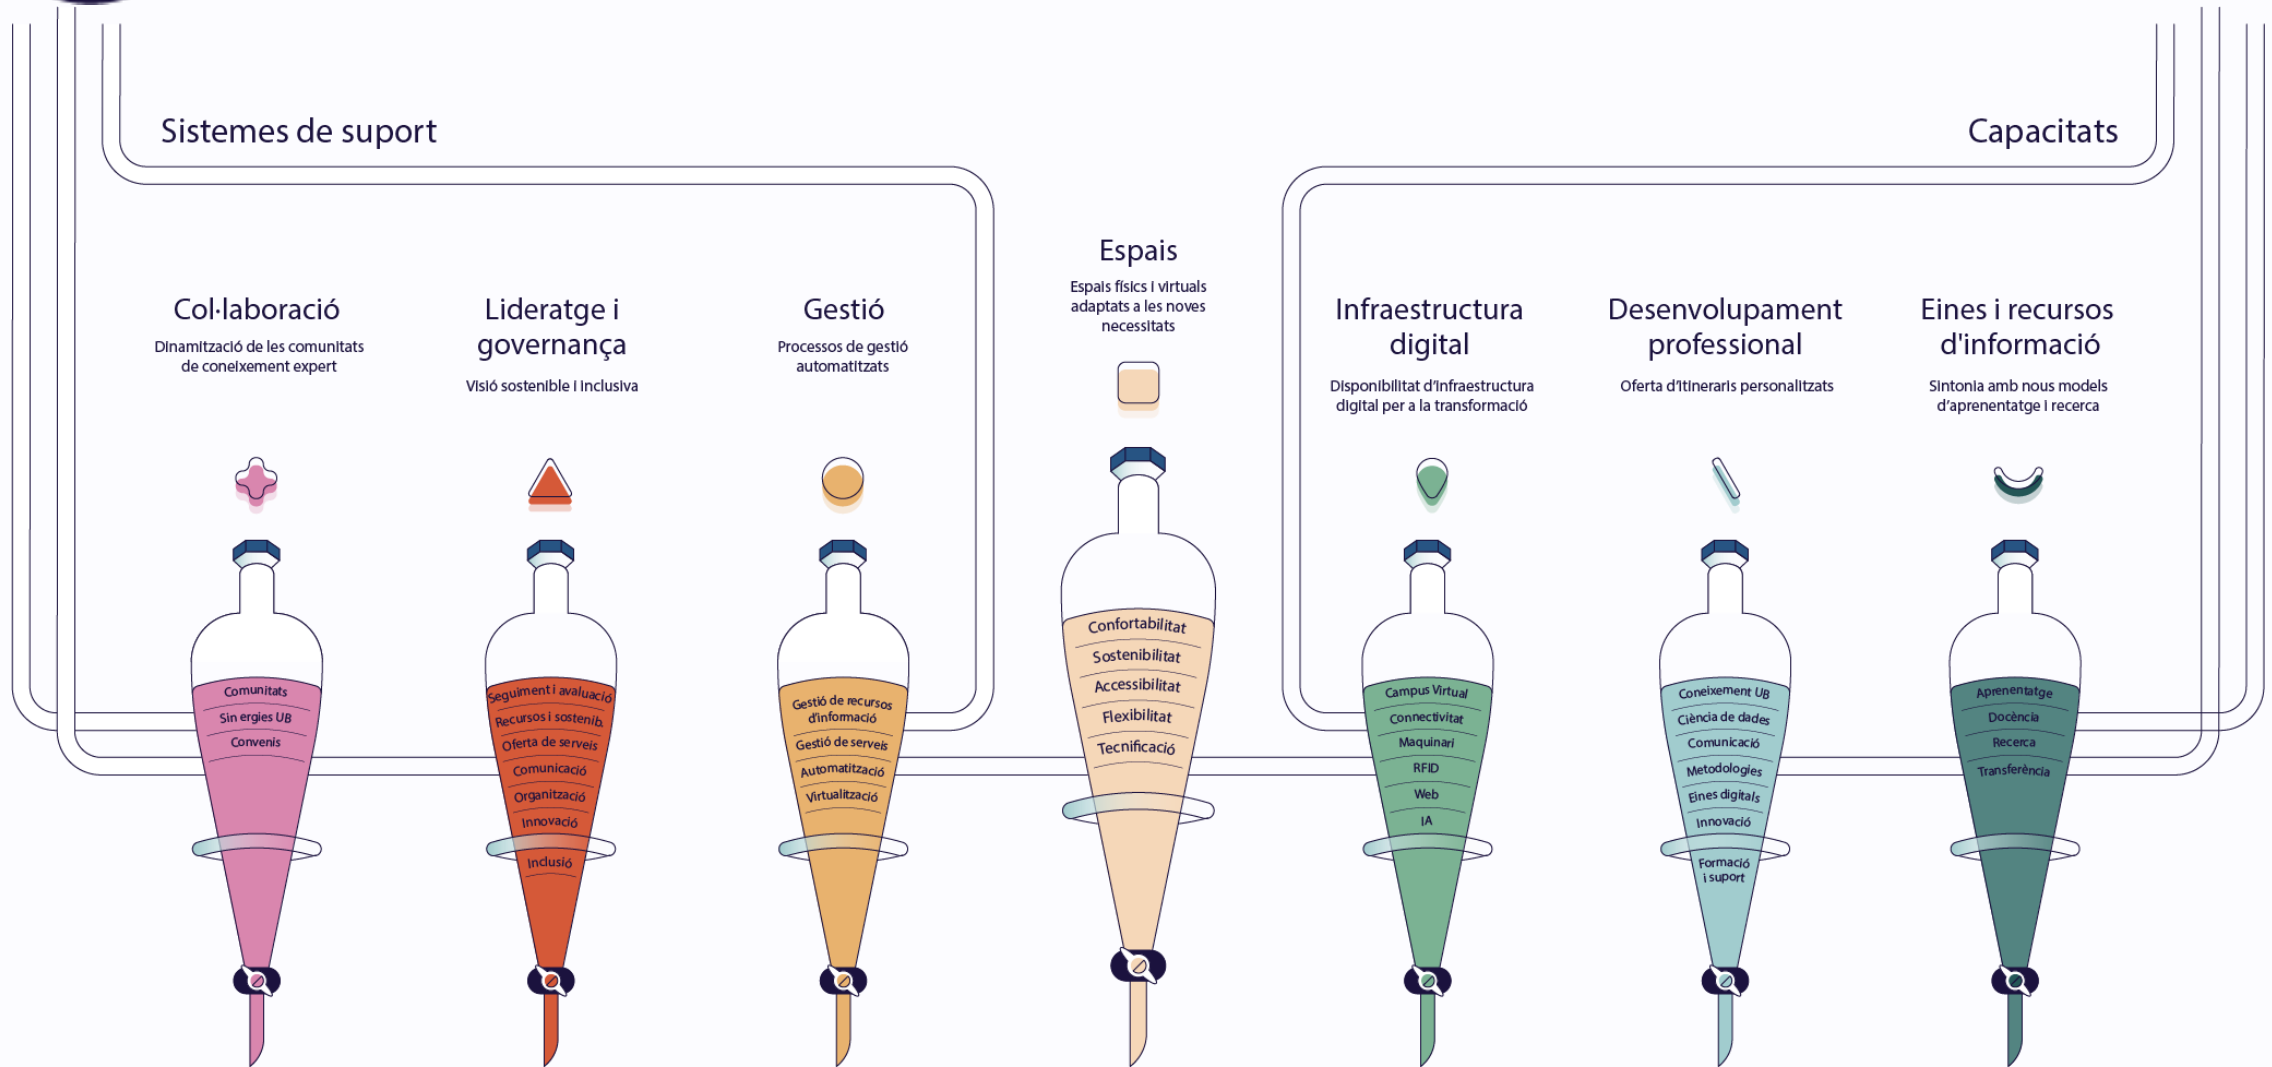 Sistemes de suport
Capacitats
Col·laboració
Dinamització de les comunitats
de coneixement expert
Lideratge i
governança
Visió sostenible i inclusiva
Gestió
Processos de gestió
automatitzats
Espais
Espais físics i virtuals
adaptats a les noves
necessitats
Infraestructura
digital
Disponibilitat d'infraestructura
digital per a la transformació
Desenvolupament
professional
Oferta d'itineraris personalitzats
Eines i recursos
d'informació
Sintonia amb nous models
d'aprenentatge i recerca
Comunitats
Sin ergies UB
Convenis
Seguiment i avaluació
Recursos i sostenib.
Oferta de serveis
Comunicació
Organització
Innovació
Inclusió
Gestió de recursos
d'informació
Gestió de serveis
Automatització
Virtualització
Confortabilitat
Sostenibilitat
Accessibilitat
Flexibilitat
Tecnificació
Campus Virtual
Connectivitat
Maquinari
RFID
Web
IA
Coneixement UB
Ciència de dades
Comunicació
Metodologies
Eines digitals
Innovació
Formació
i suport
Aprenentatge
Docència
Recerca
Transferència